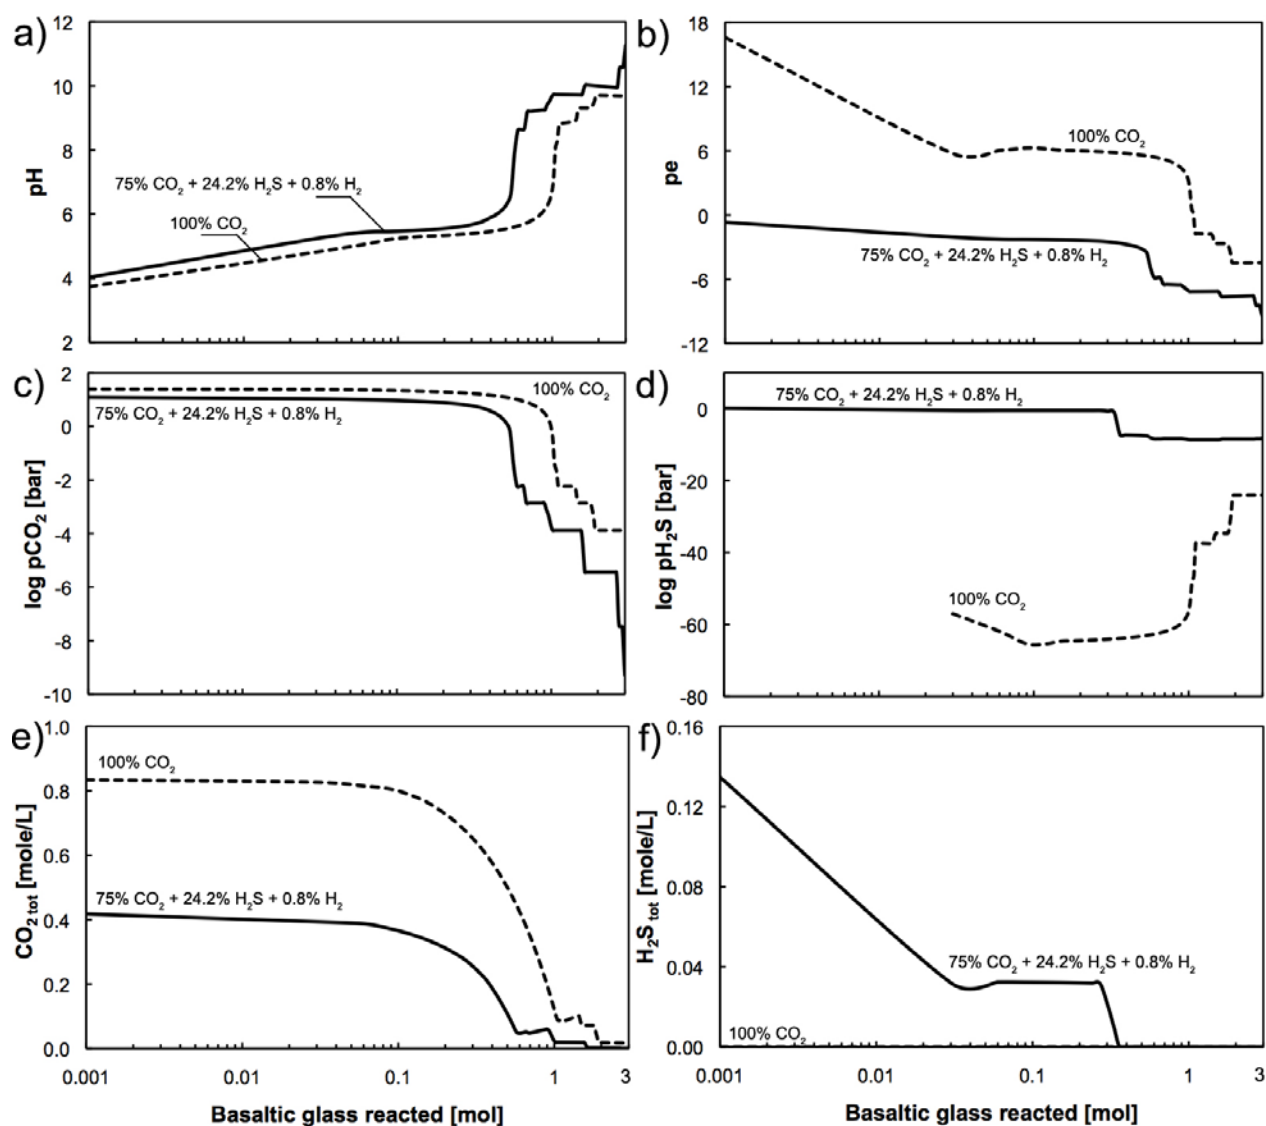 a)
12
10
8
6
4
2
pH
75% CO₂ + 24.2% H₂S + 0.8% H₂
100% CO₂
b)
18
12
6
0
-6
-12
pe
100% CO₂
75% CO₂ + 24.2% H₂S + 0.8% H₂
c)
2
0
-2
-4
-6
-8
-10
log pCO₂ [bar]
100% CO₂
75% CO₂ + 24.2% H₂S + 0.8% H₂
d)
0
-20
-40
-60
-80
log pH₂S [bar]
75% CO₂ + 24.2% H₂S + 0.8% H₂
100% CO₂
e)
1.0
0.8
0.6
0.4
0.2
0.0
CO₂ tot [mole/L]
100% CO₂
75% CO₂ + 24.2% H₂S + 0.8% H₂
0.001 0.01 0.1 1 3
Basaltic glass reacted [mol]
f)
0.16
0.12
0.08
0.04
0.00
H₂S tot [mole/L]
75% CO₂ + 24.2% H₂S + 0.8% H₂
100% CO₂
0.001 0.01 0.1 1 3
Basaltic glass reacted [mol]